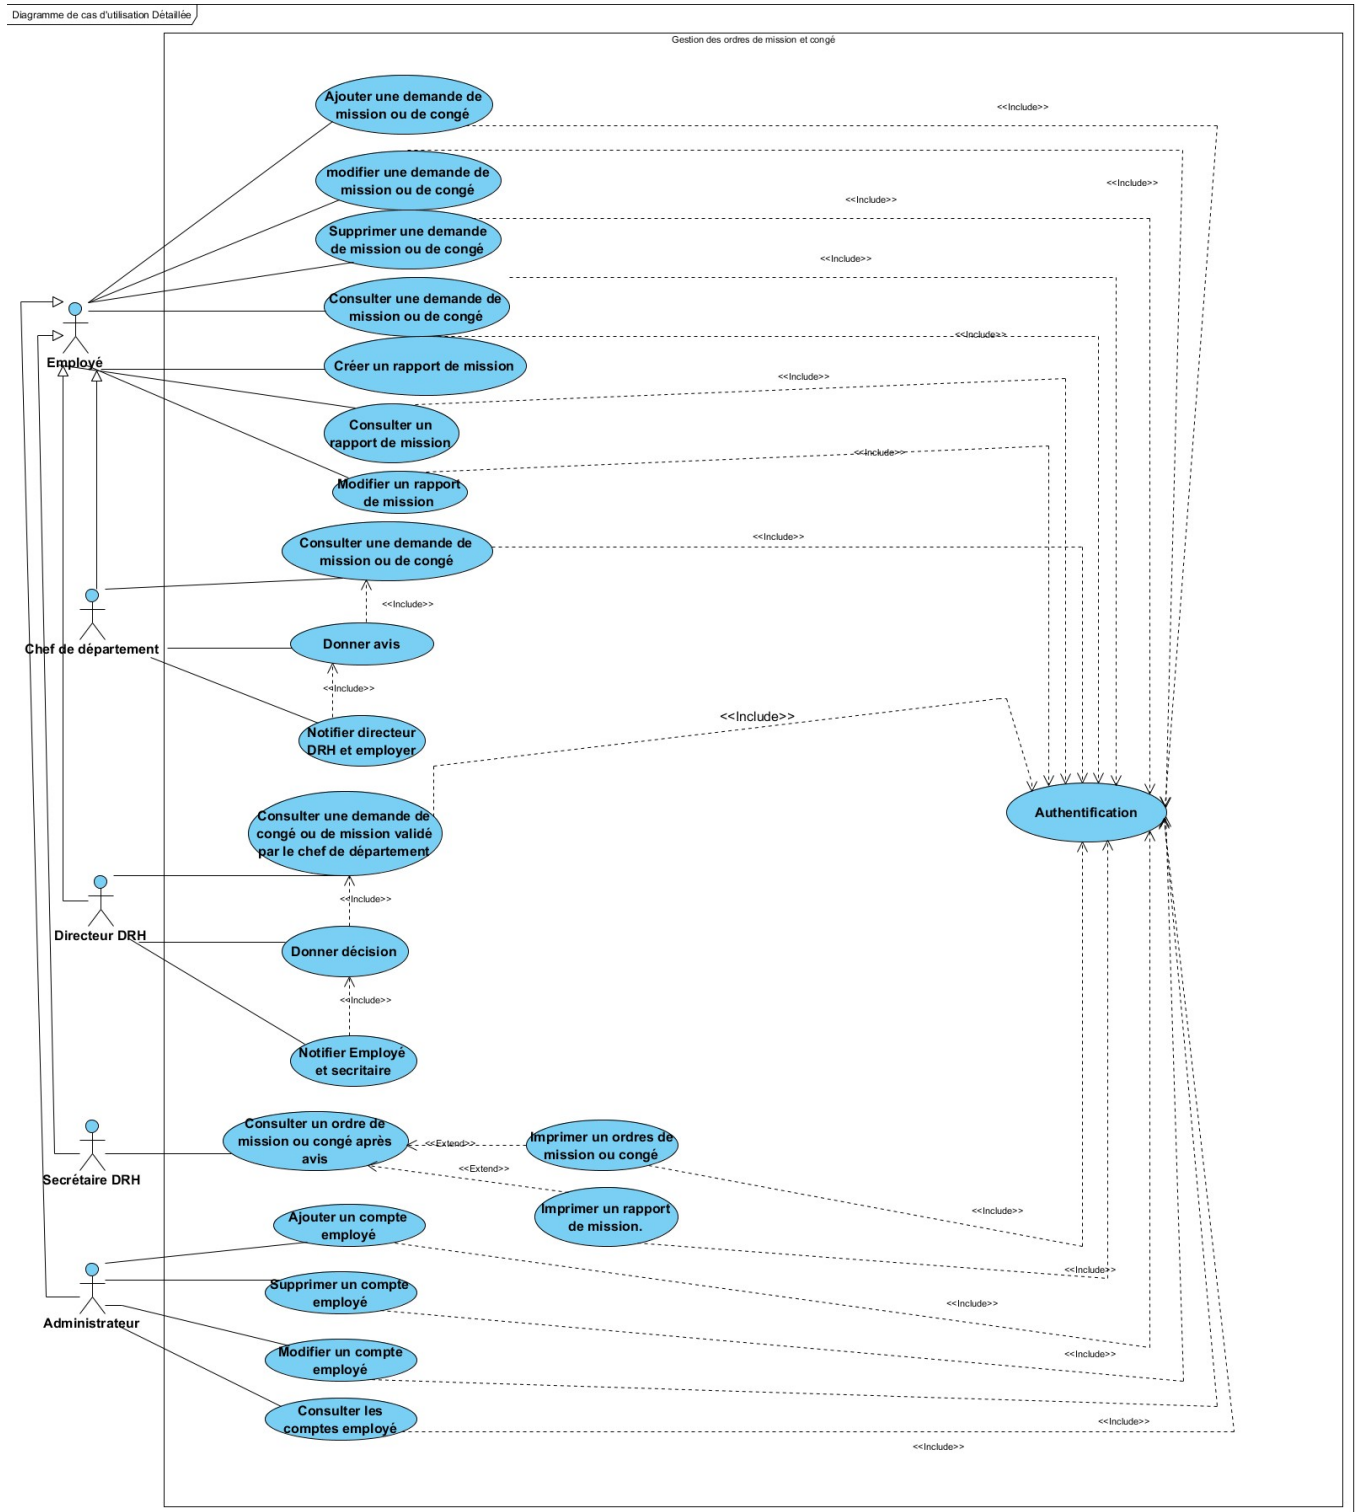 Diagramme de cas d'utilisation Détaillée
Gestion des ordres de mission et congé
Ajouter une demande de
mission ou de congé
<<Include>>
modifier une demande de
mission ou de congé
<<Include>>
Supprimer une demande
de mission ou de congé
<<Include>>
Consulter une demande de
mission ou de congé
<<Include>>
Employé
Créer un rapport de mission
<<Include>>
Consulter un
rapport de mission
<<Include>>
Modifier un rapport
de mission
<<Include>>
Consulter une demande de
mission ou de congé
<<Include>>
<<Include>>
Chef de département
Donner avis
<<Include>>
Notifier directeur
DRH et employer
<<Include>>
Authentification
Consulter une demande de
congé ou de mission validé
par le chef de département
<<Include>>
Directeur DRH
Donner décision
<<Include>>
Notifier Employé
et secritaire
Consulter un ordre de
mission ou congé après
avis
<<Extend>>
Imprimer un ordres de
mission ou congé
<<Extend>>
Secrétaire DRH
Imprimer un rapport
de mission.
<<Include>>
Ajouter un compte
employé
<<Include>>
Supprimer un compte
employé
<<Include>>
Administrateur
Modifier un compte
employé
<<Include>>
Consulter les
comptes employé
<<Include>>
<<Include>>